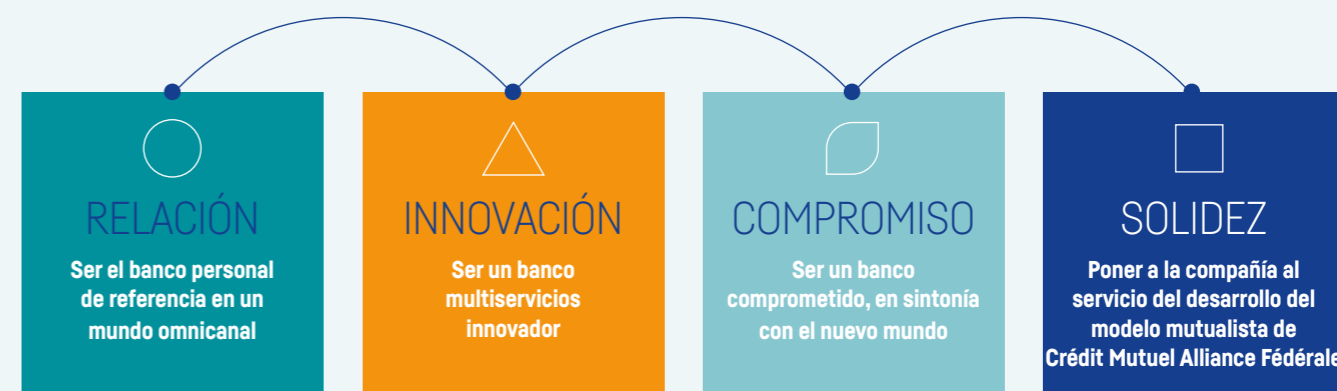 RELACIÓN
Ser el banco personal
de referencia en un
mundo omnicanal
INNOVACIÓN
Ser un banco
multiservicios
innovador
COMPROMISO
Ser un banco
comprometido, en sintonía
con el nuevo mundo
SOLIDEZ
Poner a la compañía al
servicio del desarrollo del
modelo mutualista de
Crédit Mutuel Alliance Fédérale